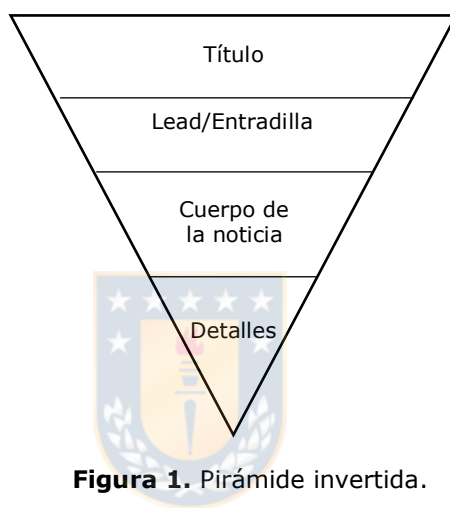 Título
Lead/Entradilla
Cuerpo de
la noticia
Detalles
Figura 1. Pirámide invertida.